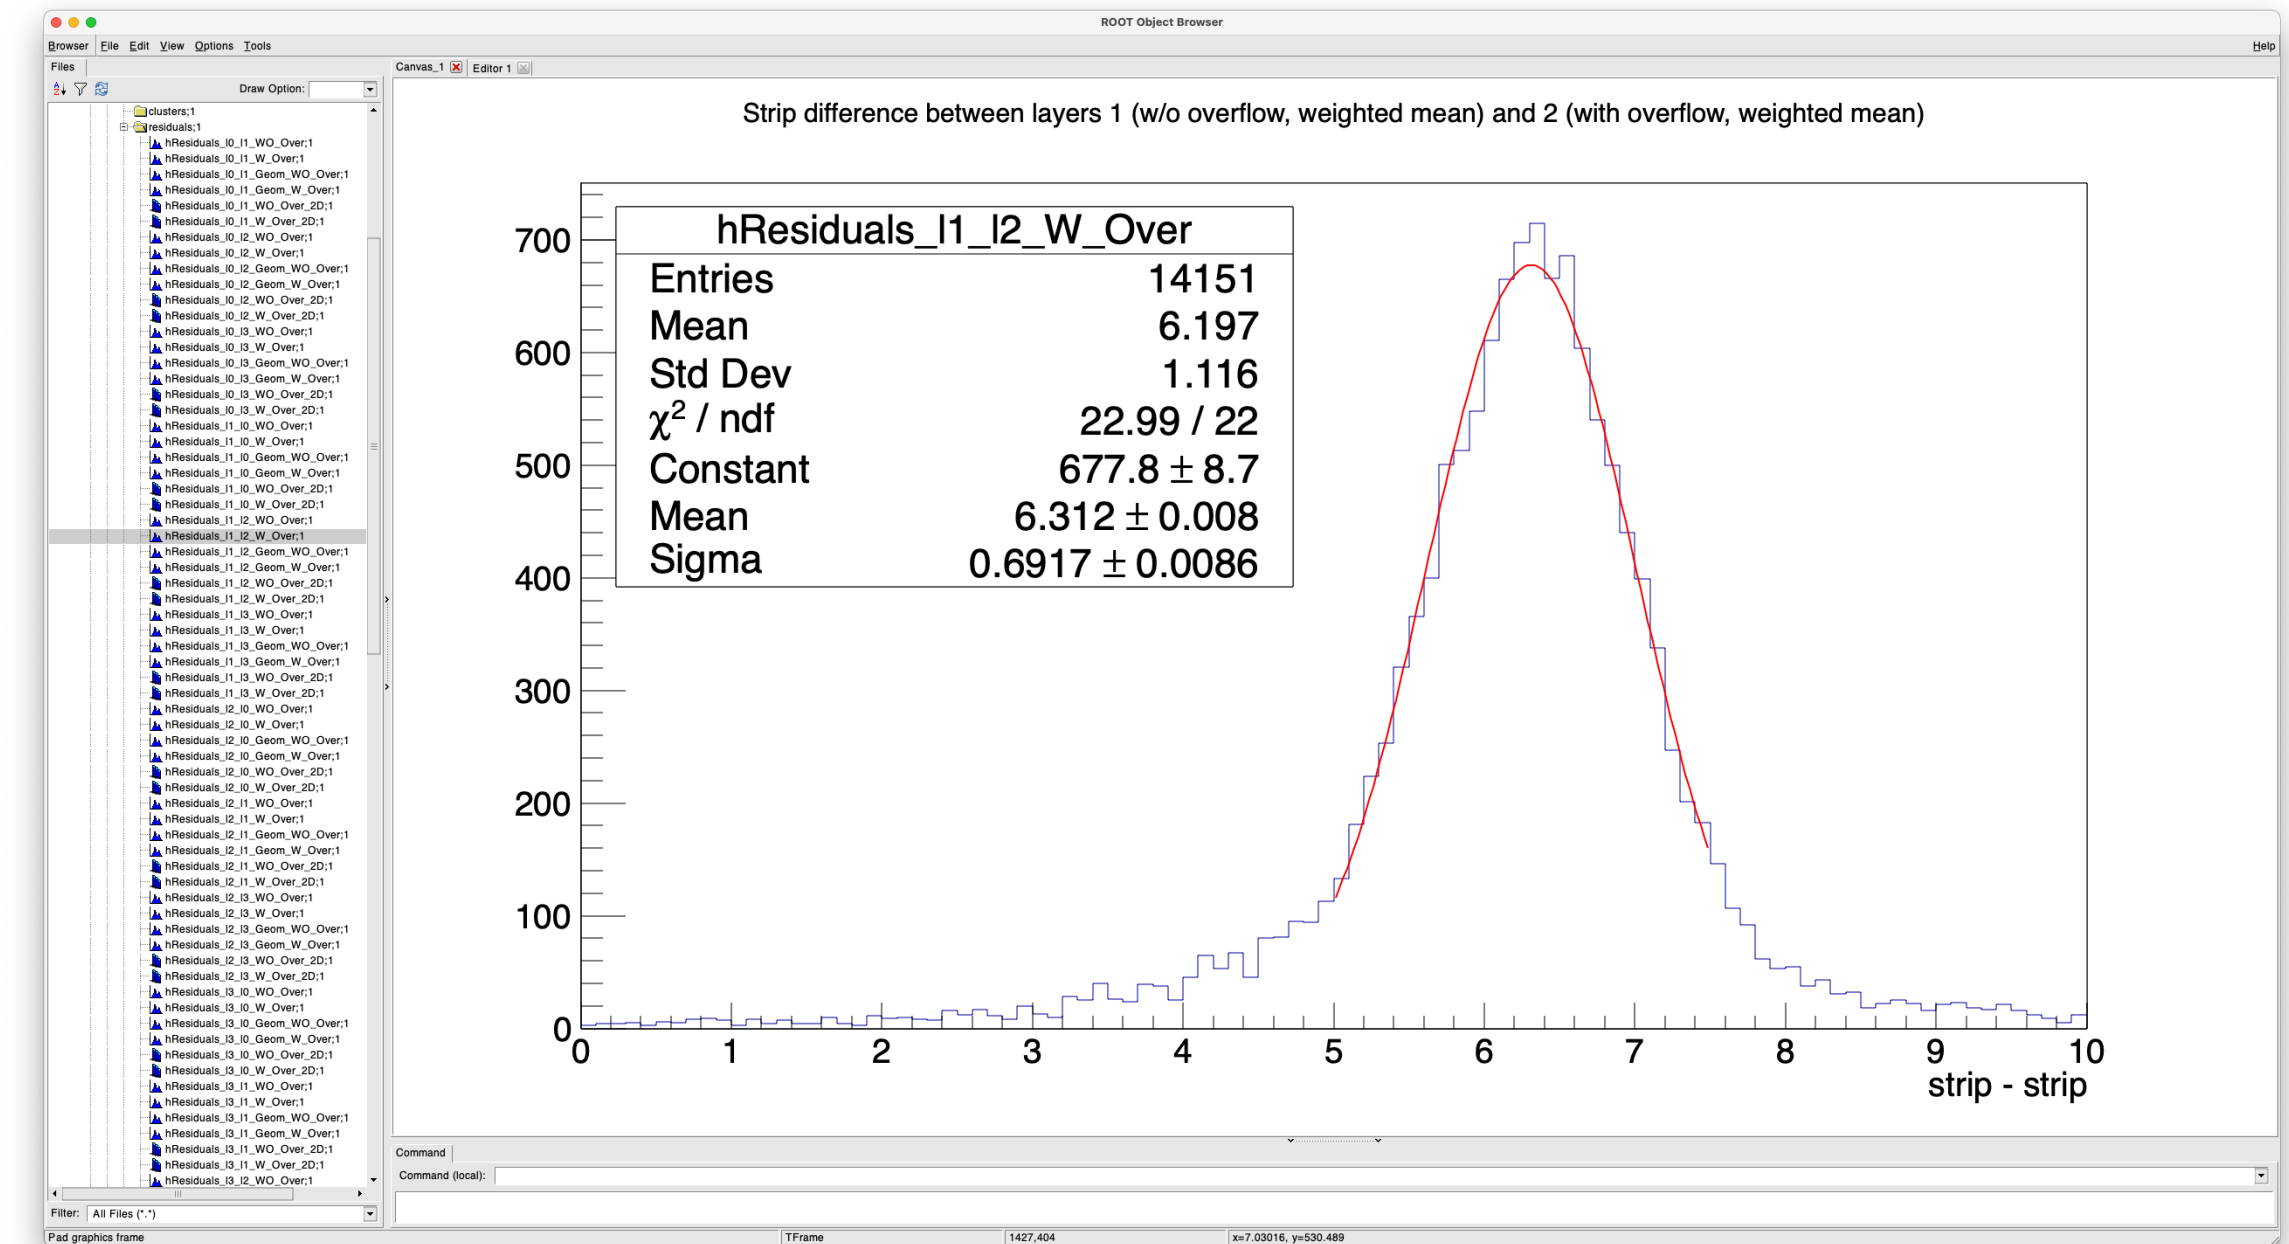 ROOT Object Browser
Browser File Edit View Options Tools Help
Files
Draw Option:
clusters;1
residuals;1
hResiduals_l0_l1_WO_Over;1
hResiduals_l0_l1_W_Over;1
hResiduals_l0_l1_Geom_WO_Over;1
hResiduals_l0_l1_Geom_W_Over;1
hResiduals_l0_l1_WO_Over_2D;1
hResiduals_l0_l1_W_Over_2D;1
hResiduals_l0_l2_WO_Over;1
hResiduals_l0_l2_W_Over;1
hResiduals_l0_l2_Geom_WO_Over;1
hResiduals_l0_l2_Geom_W_Over;1
hResiduals_l0_l2_WO_Over_2D;1
hResiduals_l0_l2_W_Over_2D;1
hResiduals_l0_l3_WO_Over;1
hResiduals_l0_l3_W_Over;1
hResiduals_l0_l3_Geom_WO_Over;1
hResiduals_l0_l3_Geom_W_Over;1
hResiduals_l0_l3_WO_Over_2D;1
hResiduals_l0_l3_W_Over_2D;1
hResiduals_l1_l0_WO_Over;1
hResiduals_l1_l0_W_Over;1
hResiduals_l1_l0_Geom_WO_Over;1
hResiduals_l1_l0_Geom_W_Over;1
hResiduals_l1_l0_WO_Over_2D;1
hResiduals_l1_l0_W_Over_2D;1
hResiduals_l1_l2_WO_Over;1
hResiduals_l1_l2_W_Over;1
hResiduals_l1_l2_Geom_WO_Over;1
hResiduals_l1_l2_Geom_W_Over;1
hResiduals_l1_l2_WO_Over_2D;1
hResiduals_l1_l2_W_Over_2D;1
hResiduals_l1_l3_WO_Over;1
hResiduals_l1_l3_W_Over;1
hResiduals_l1_l3_Geom_WO_Over;1
hResiduals_l1_l3_Geom_W_Over;1
hResiduals_l1_l3_WO_Over_2D;1
hResiduals_l1_l3_W_Over_2D;1
hResiduals_l2_l0_WO_Over;1
hResiduals_l2_l0_W_Over;1
hResiduals_l2_l0_Geom_WO_Over;1
hResiduals_l2_l0_Geom_W_Over;1
hResiduals_l2_l0_WO_Over_2D;1
hResiduals_l2_l0_W_Over_2D;1
hResiduals_l2_l1_WO_Over;1
hResiduals_l2_l1_W_Over;1
hResiduals_l2_l1_Geom_WO_Over;1
hResiduals_l2_l1_Geom_W_Over;1
hResiduals_l2_l1_WO_Over_2D;1
hResiduals_l2_l1_W_Over_2D;1
hResiduals_l2_l3_WO_Over;1
hResiduals_l2_l3_W_Over;1
hResiduals_l2_l3_Geom_WO_Over;1
hResiduals_l2_l3_Geom_W_Over;1
hResiduals_l2_l3_WO_Over_2D;1
hResiduals_l2_l3_W_Over_2D;1
hResiduals_l3_l0_WO_Over;1
hResiduals_l3_l0_W_Over;1
hResiduals_l3_l0_Geom_WO_Over;1
hResiduals_l3_l0_Geom_W_Over;1
hResiduals_l3_l0_WO_Over_2D;1
hResiduals_l3_l0_W_Over_2D;1
hResiduals_l3_l1_WO_Over;1
hResiduals_l3_l1_W_Over;1
hResiduals_l3_l1_Geom_WO_Over;1
hResiduals_l3_l1_Geom_W_Over;1
hResiduals_l3_l1_WO_Over_2D;1
hResiduals_l3_l1_W_Over_2D;1
hResiduals_l3_l2_WO_Over;1
Filter: All Files (*.*)
Canvas_1 Editor 1
Strip difference between layers 1 (w/o overflow, weighted mean) and 2 (with overflow, weighted mean)
hResiduals_l1_l2_W_Over
Entries 14151
Mean 6.197
Std Dev 1.116
χ² / ndf 22.99 / 22
Constant 677.8 ± 8.7
Mean 6.312 ± 0.008
Sigma 0.6917 ± 0.0086
700
600
500
400
300
200
100
0
0 1 2 3 4 5 6 7 8 9 10
strip - strip
Command
Command (local):
Pad graphics frame TFrame 1427,404 x=7.03016, y=530.489